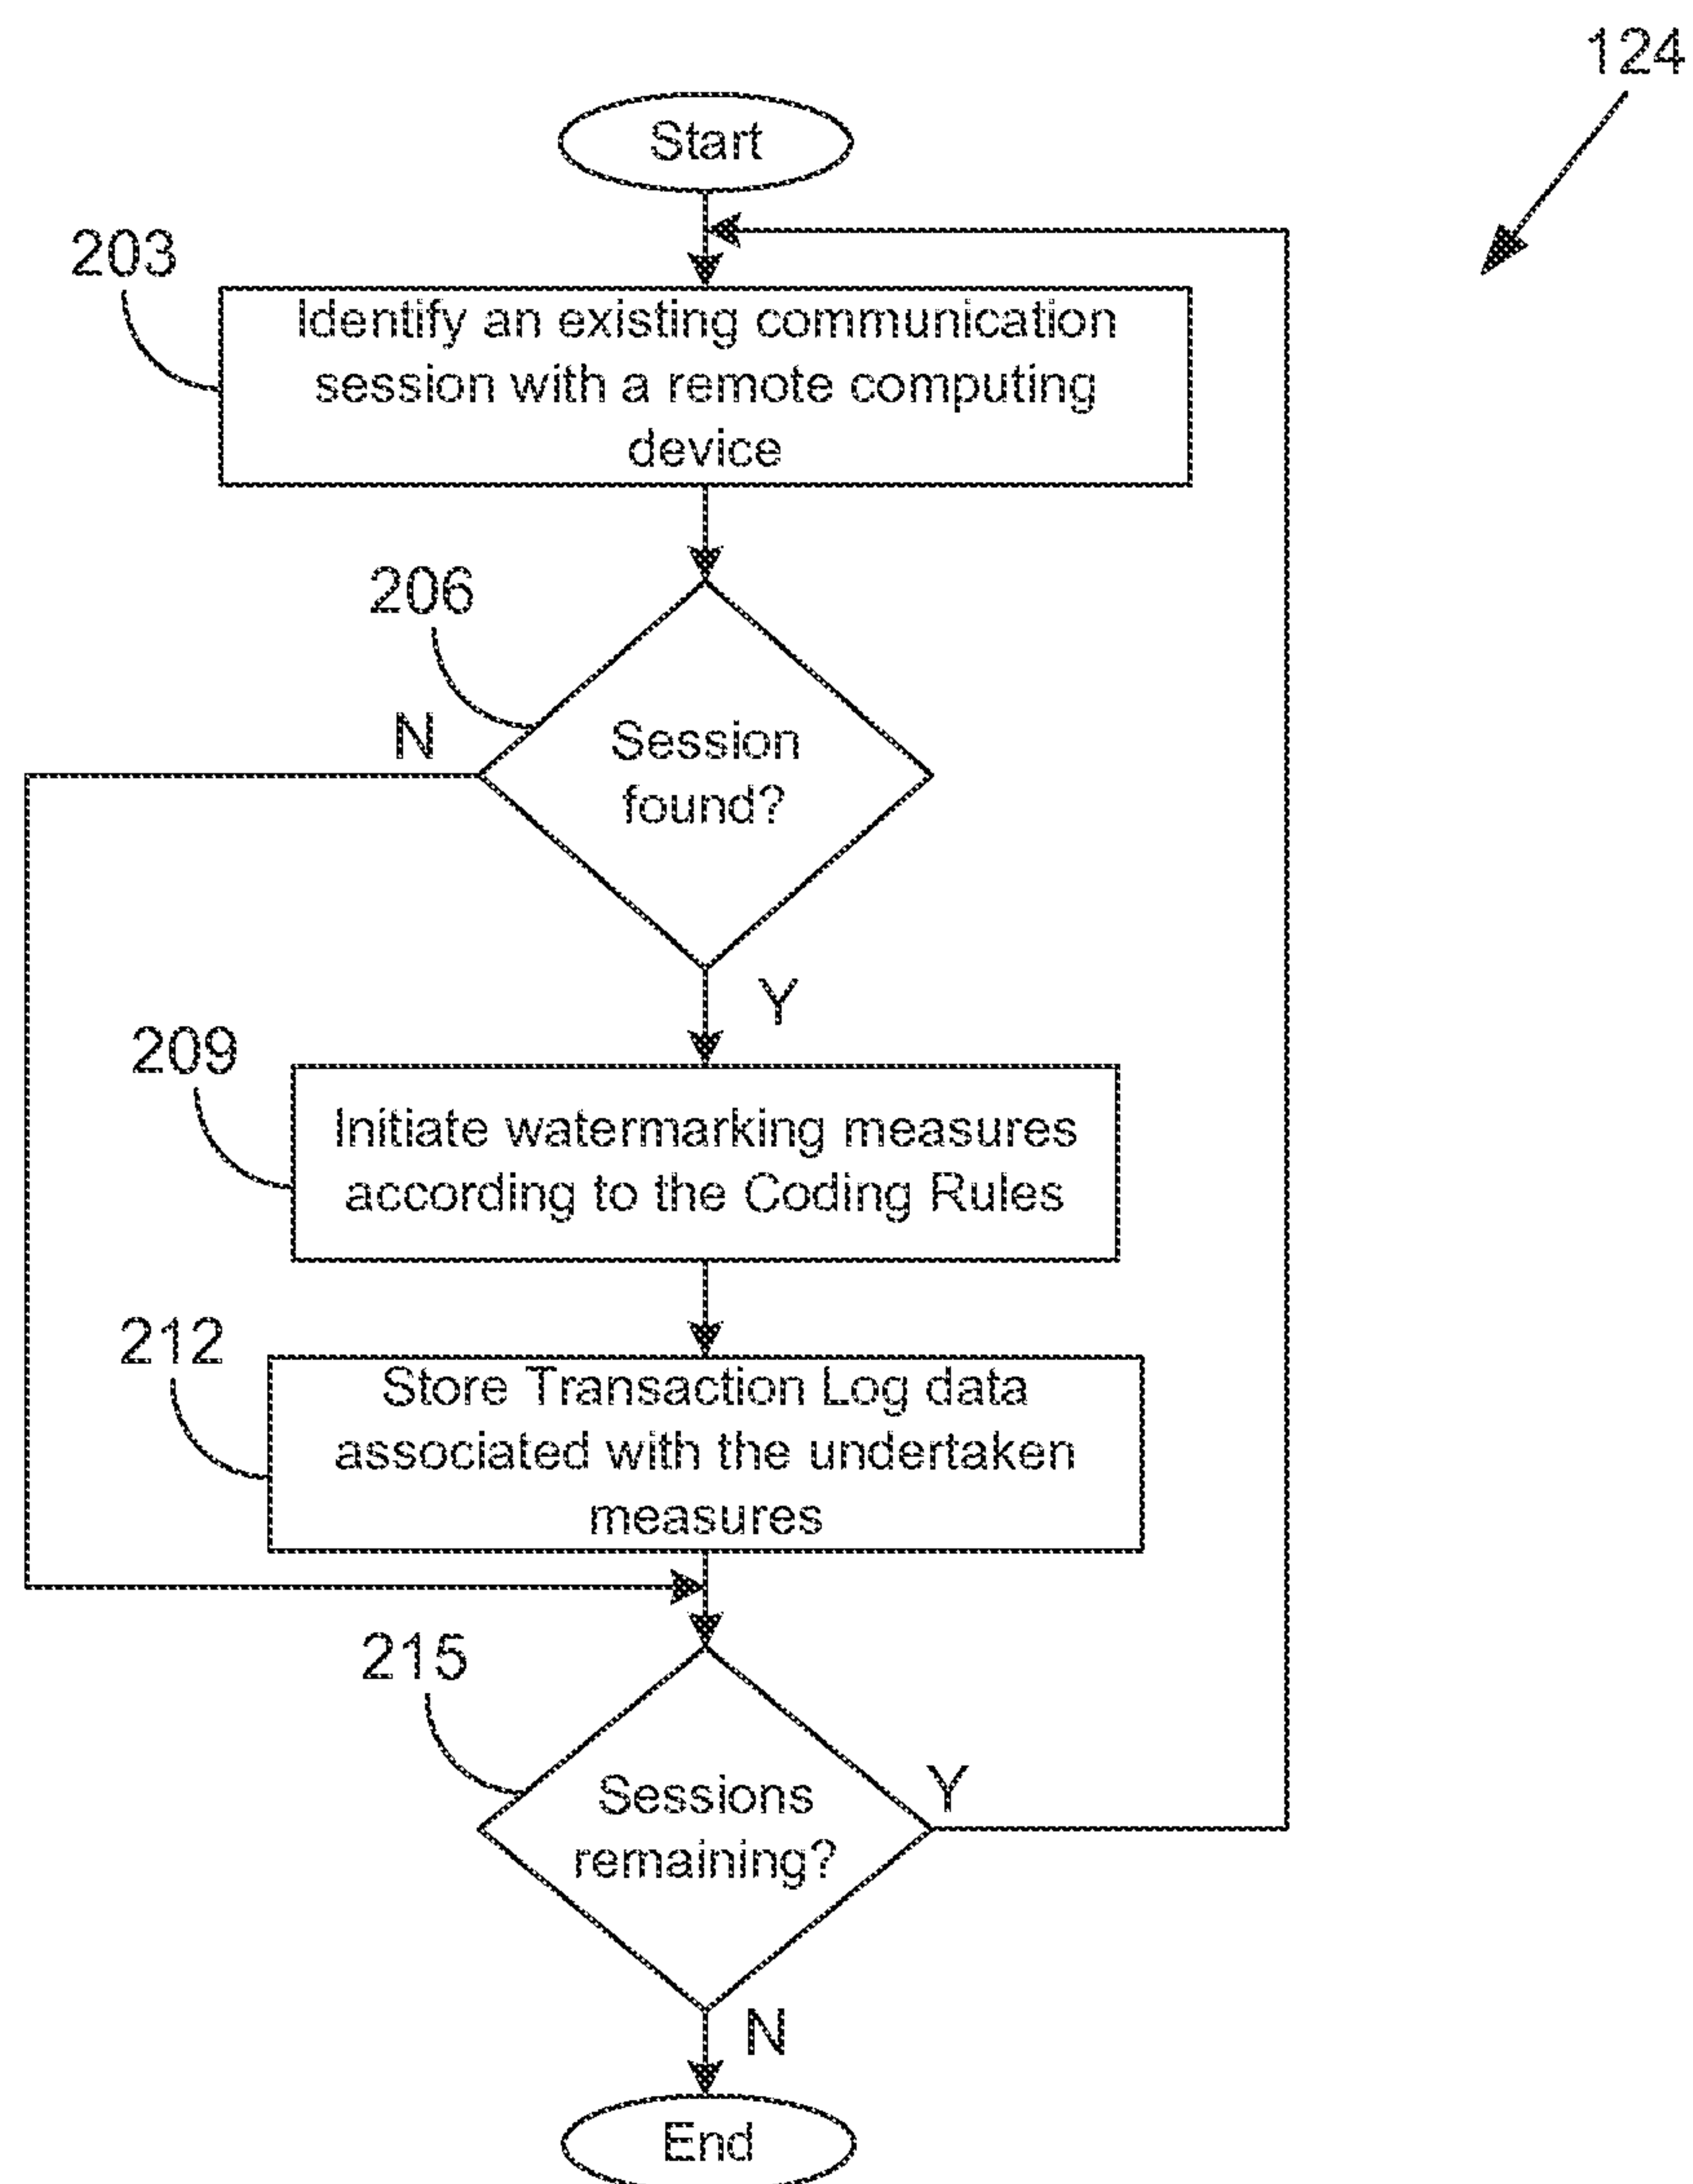 124
Start
203
Identify an existing communication
session with a remote computing
device
206
N
Session
found?
Y
209
Initiate watermarking measures
according to the Coding Rules
212
Store Transaction Log data
associated with the undertaken
measures
215
Sessions
remaining?
Y
N
End